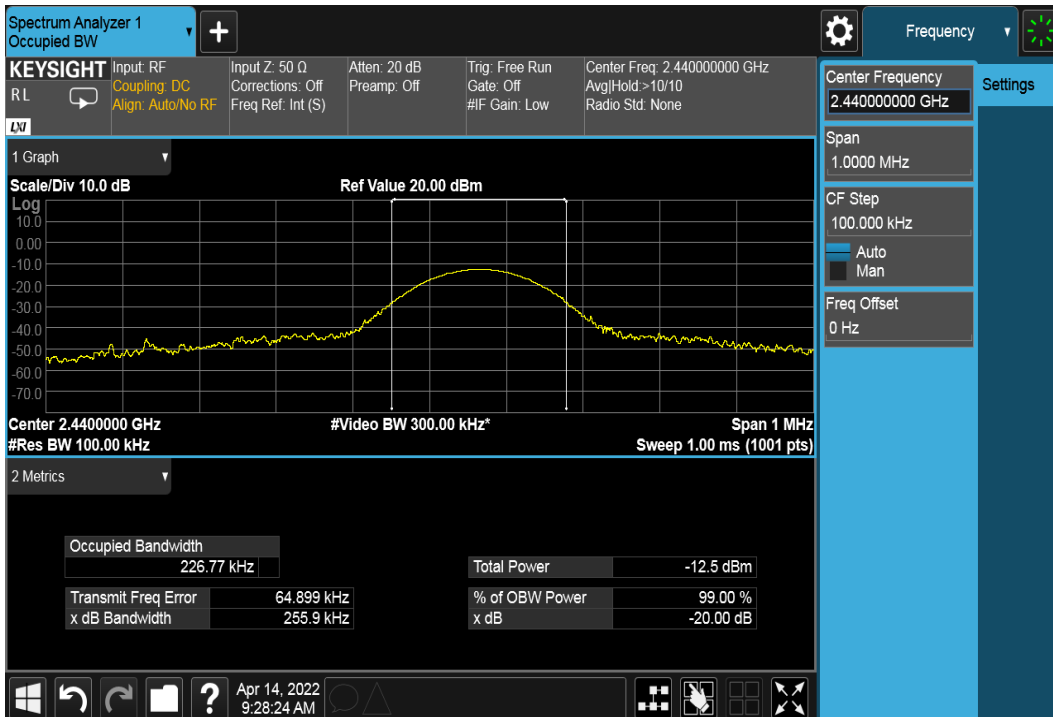 Spectrum Analyzer 1
Occupied BW
+
Frequency
KEYSIGHT
R L
LXI
Input: RF
Coupling: DC
Align: Auto/No RF
Input Z: 50 Ω
Corrections: Off
Freq Ref: Int (S)
Atten: 20 dB
Preamp: Off
Trig: Free Run
Gate: Off
#IF Gain: Low
Center Freq: 2.440000000 GHz
Avg|Hold:>10/10
Radio Std: None
Center Frequency
2.440000000 GHz
Settings
Span
1.0000 MHz
CF Step
100.000 kHz
Auto
Man
Freq Offset
0 Hz
1 Graph
Scale/Div 10.0 dB
Ref Value 20.00 dBm
Log
10.0
0.00
-10.0
-20.0
-30.0
-40.0
-50.0
-60.0
-70.0
Center 2.4400000 GHz
#Video BW 300.00 kHz*
Span 1 MHz
#Res BW 100.00 kHz
Sweep 1.00 ms (1001 pts)
2 Metrics
Occupied Bandwidth
226.77 kHz
Total Power -12.5 dBm
Transmit Freq Error 64.899 kHz
% of OBW Power 99.00 %
x dB Bandwidth 255.9 kHz
x dB -20.00 dB
?
Apr 14, 2022
9:28:24 AM